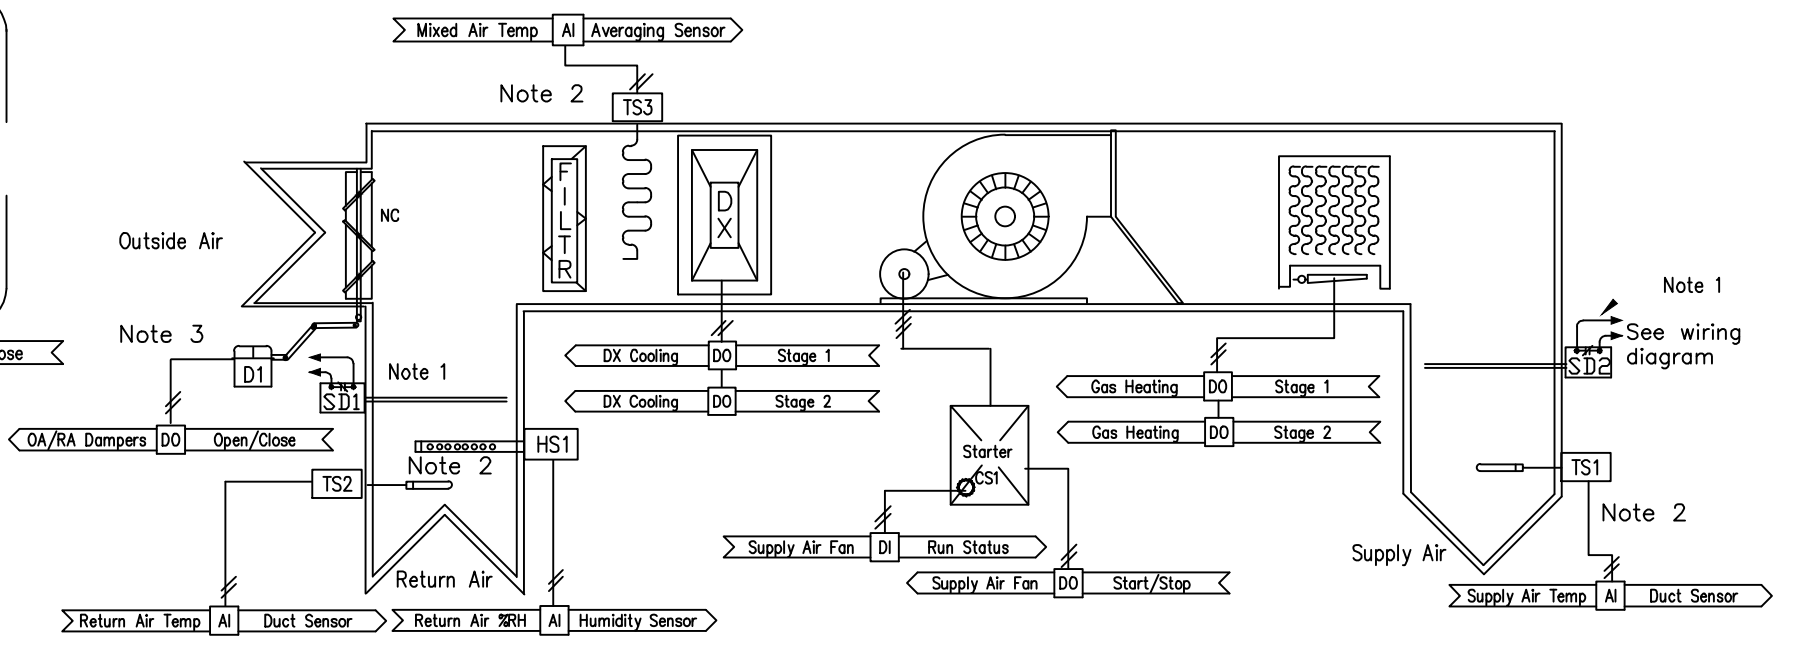 Mixed Air Temp AI Averaging Sensor
Note 2
TS3
NC
FILTR
DX
Outside Air
Note 3
D1
SD1
Note 1
OA/RA Dampers DO Open/Close
ose
DX Cooling DO Stage 1
DX Cooling DO Stage 2
Gas Heating DO Stage 1
Gas Heating DO Stage 2
Note 1
See wiring
diagram
SD2
HS1
Note 2
TS2
Starter
CS1
TS1
Note 2
Supply Air Fan DI Run Status
Supply Air Fan DO Start/Stop
Supply Air
Return Air
Supply Air Temp AI Duct Sensor
Return Air Temp AI Duct Sensor
Return Air %RH AI Humidity Sensor